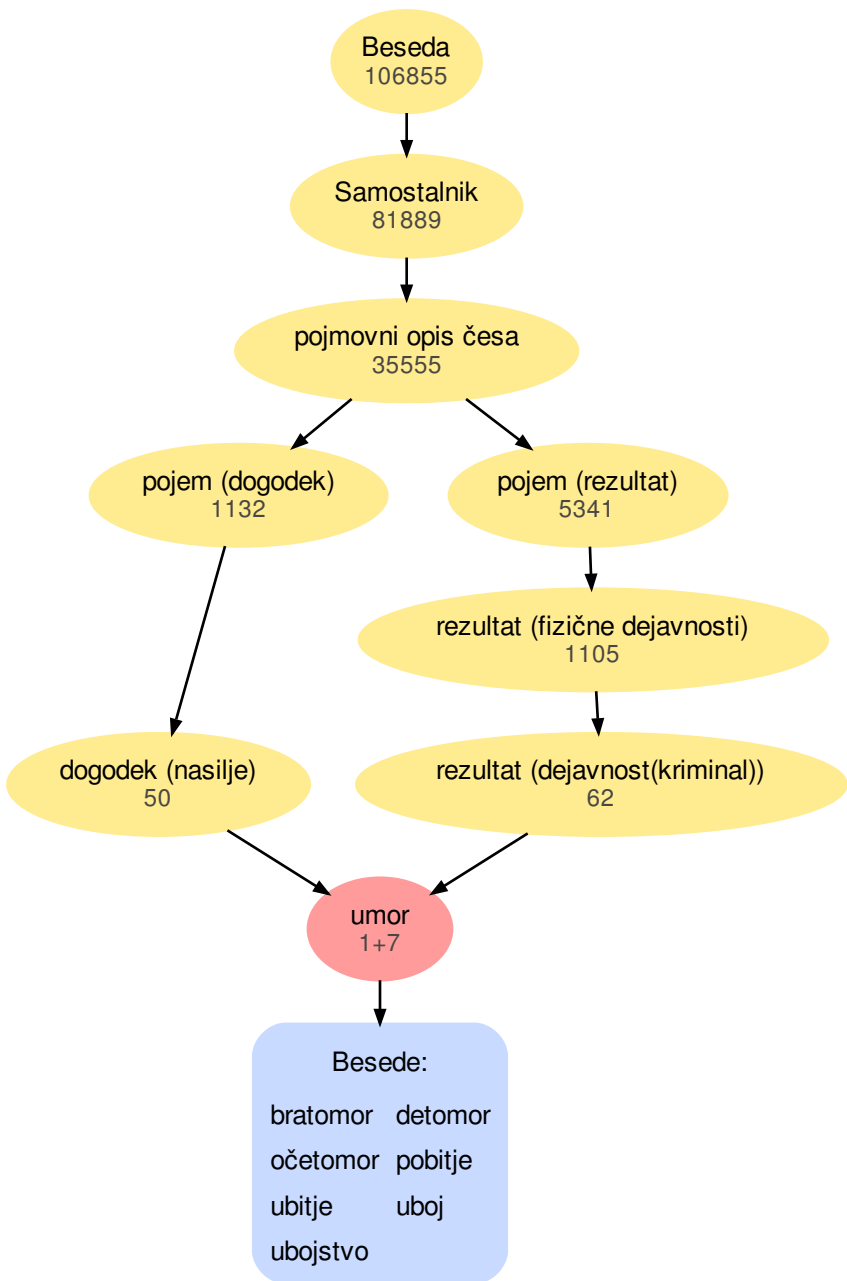 Beseda
106855
Samostalnik
81889
pojmovni opis česa
35555
pojem (dogodek)
1132
pojem (rezultat)
5341
rezultat (fizične dejavnosti)
1105
dogodek (nasilje)
50
rezultat (dejavnost(kriminal))
62
umor
1+7
Besede:
bratomor detomor
očetomor pobitje
ubitje uboj
ubojstvo